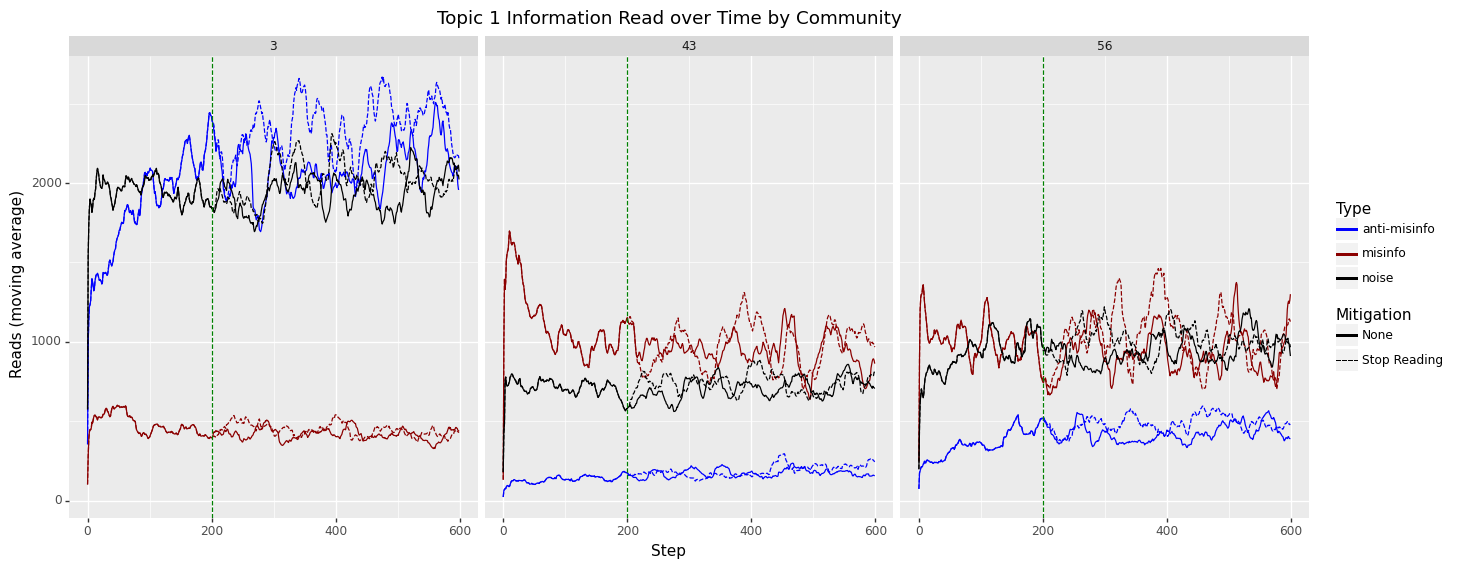 Topic 1 Information Read over Time by Community
3
43
56
Reads (moving average)
2000
1000
0
0
200
400
600
0
200
400
600
0
200
400
600
Step
Type
anti-misinfo
misinfo
noise
Mitigation
None
Stop Reading